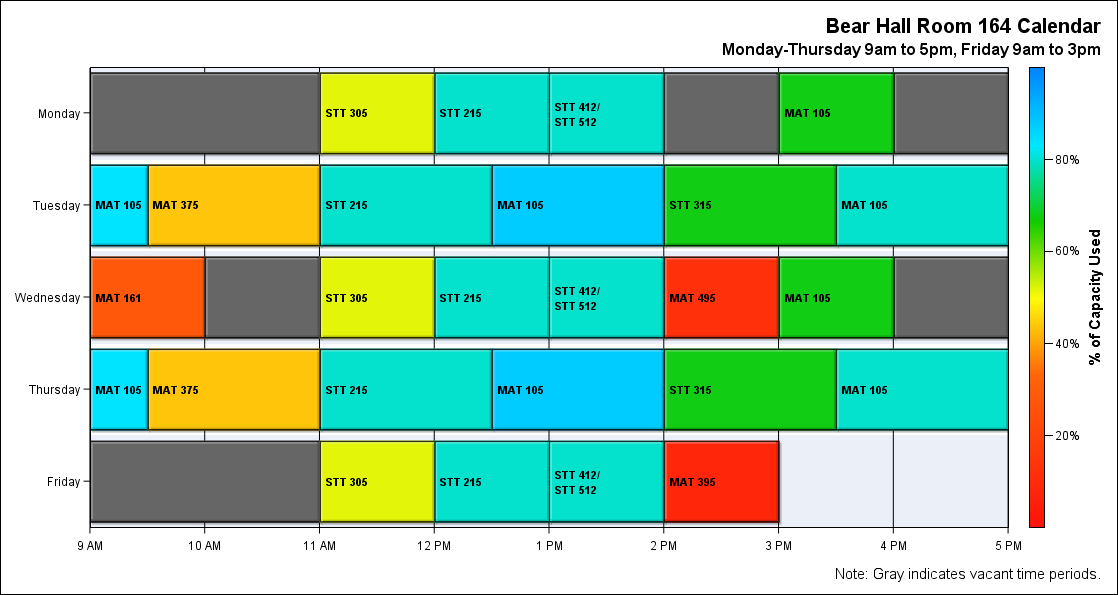 Bear Hall Room 164 Calendar
Monday-Thursday 9am to 5pm, Friday 9am to 3pm
Monday
STT 305
STT 215
STT 412/
STT 512
MAT 105
Tuesday
MAT 105
MAT 375
STT 215
MAT 105
STT 315
MAT 105
Wednesday
MAT 161
STT 305
STT 215
STT 412/
STT 512
MAT 495
MAT 105
Thursday
MAT 105
MAT 375
STT 215
MAT 105
STT 315
MAT 105
Friday
STT 305
STT 215
STT 412/
STT 512
MAT 395
9 AM
10 AM
11 AM
12 PM
1 PM
2 PM
3 PM
4 PM
5 PM
80%
60%
40%
20%
% of Capacity Used
Note: Gray indicates vacant time periods.